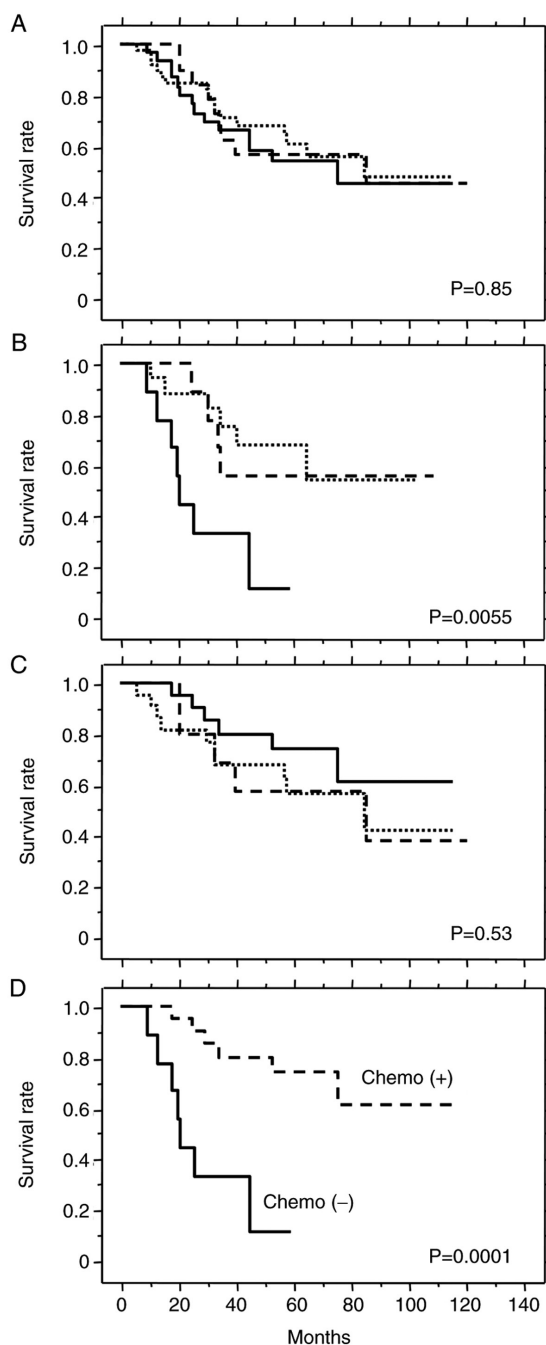 A
1.0
0.8
0.6
0.4
0.2
0
Survival rate
P=0.85
B
1.0
0.8
0.6
0.4
0.2
0
Survival rate
P=0.0055
C
1.0
0.8
0.6
0.4
0.2
0
Survival rate
P=0.53
D
1.0
0.8
0.6
0.4
0.2
0
Survival rate
Chemo (+)
Chemo (−)
P=0.0001
0 20 40 60 80 100 120 140
Months